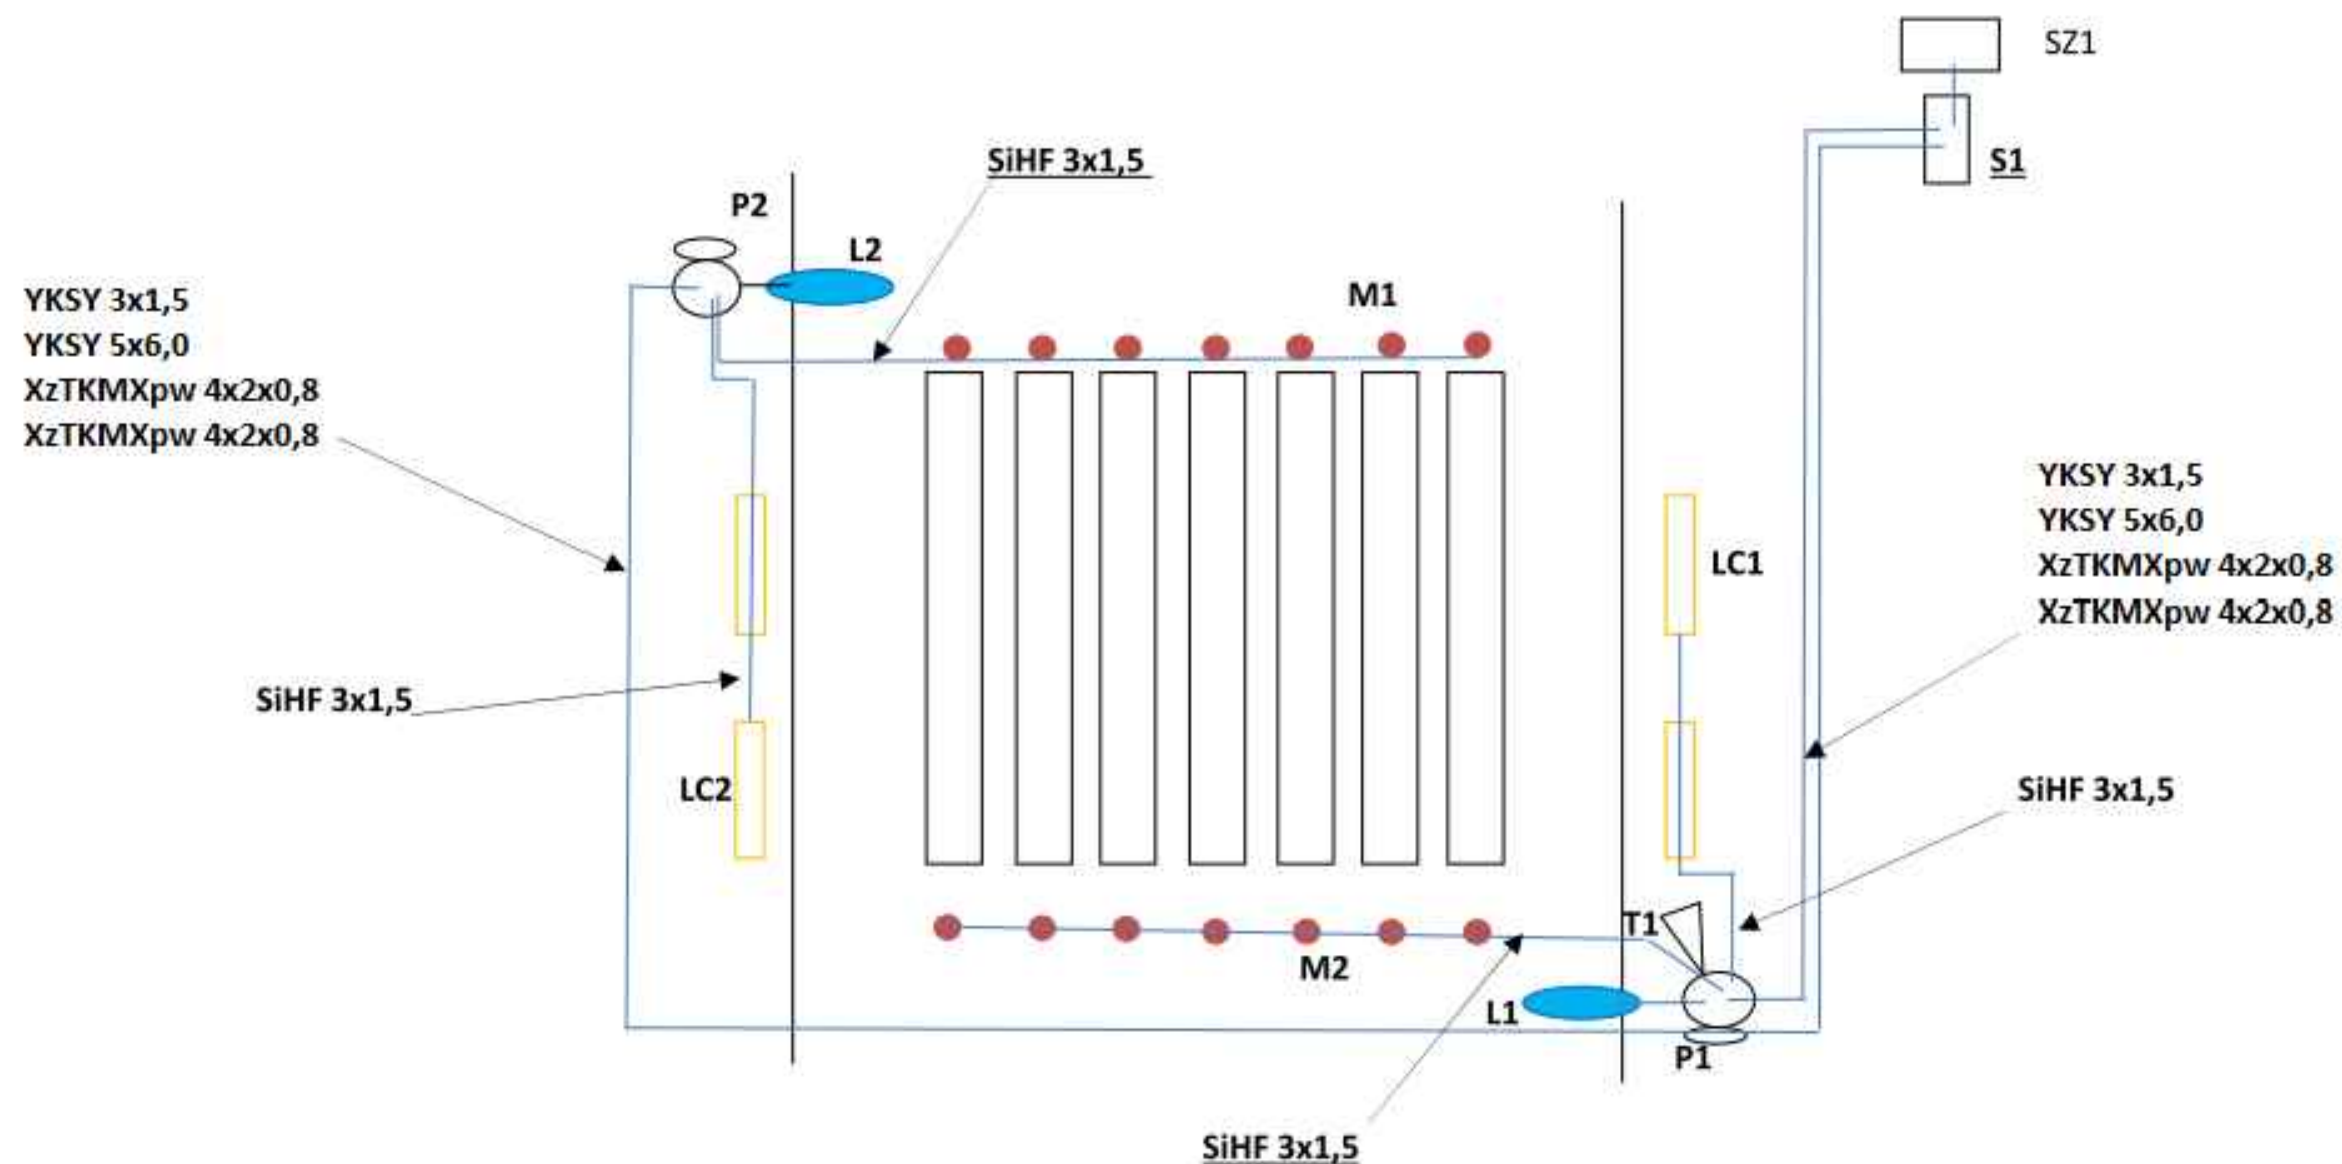 SZ1
S1
SiHF 3x1,5
P2
L2
YKSY 3x1,5
YKSY 5x6,0
XzTKMXpw 4x2x0,8
XzTKMXpw 4x2x0,8
M1
YKSY 3x1,5
YKSY 5x6,0
XzTKMXpw 4x2x0,8
XzTKMXpw 4x2x0,8
LC1
SiHF 3x1,5
LC2
SiHF 3x1,5
T1
M2
L1
P1
SiHF 3x1,5